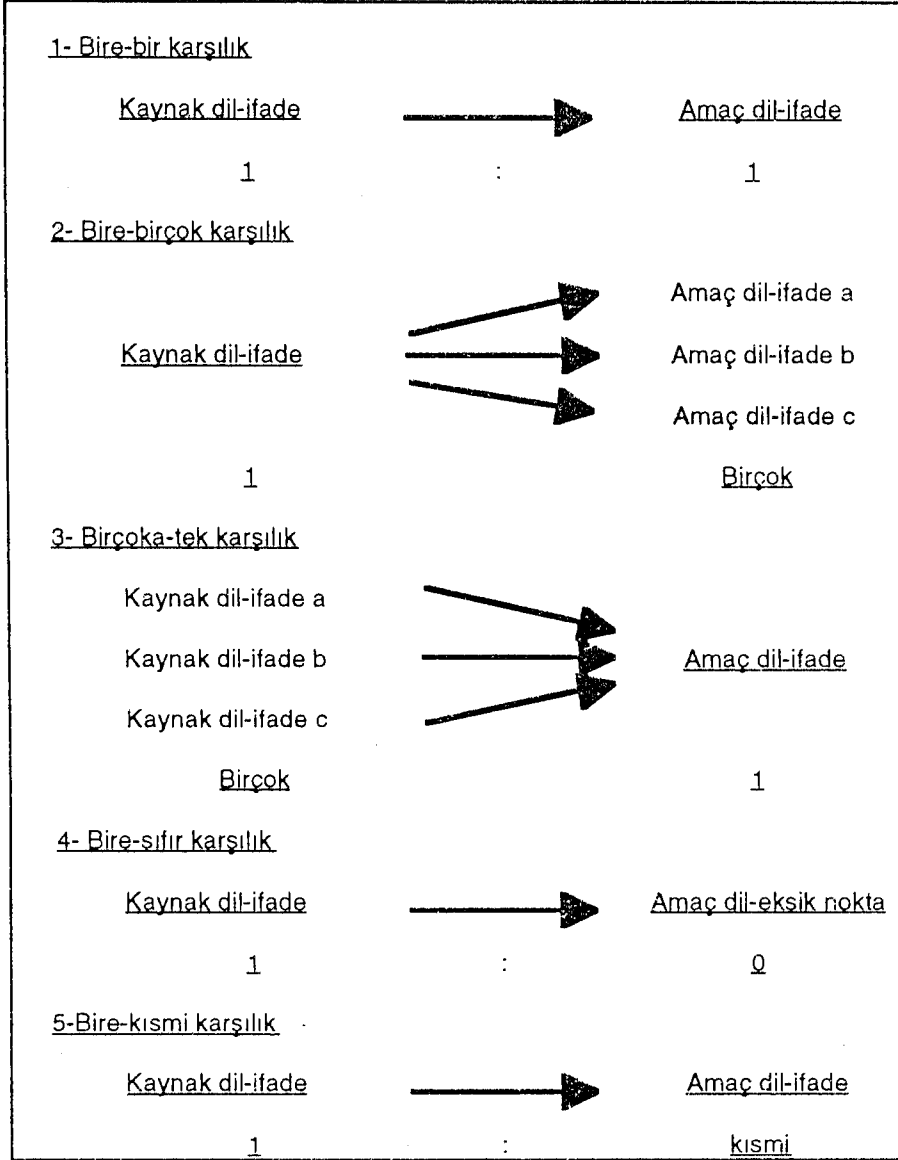 1- Bire-bir karşılık
Kaynak dil-ifade Amaç dil-ifade
1 : 1
2- Bire-birçok karşılık
Amaç dil-ifade a
Kaynak dil-ifade Amaç dil-ifade b
Amaç dil-ifade c
1 Birçok
3- Birçoka-tek karşılık
Kaynak dil-ifade a
Kaynak dil-ifade b Amaç dil-ifade
Kaynak dil-ifade c
Birçok 1
4- Bire-sıfır karşılık
Kaynak dil-ifade Amaç dil-eksik nokta
1 : 0
5-Bire-kısmi karşılık
Kaynak dil-ifade Amaç dil-ifade
1 : kısmi